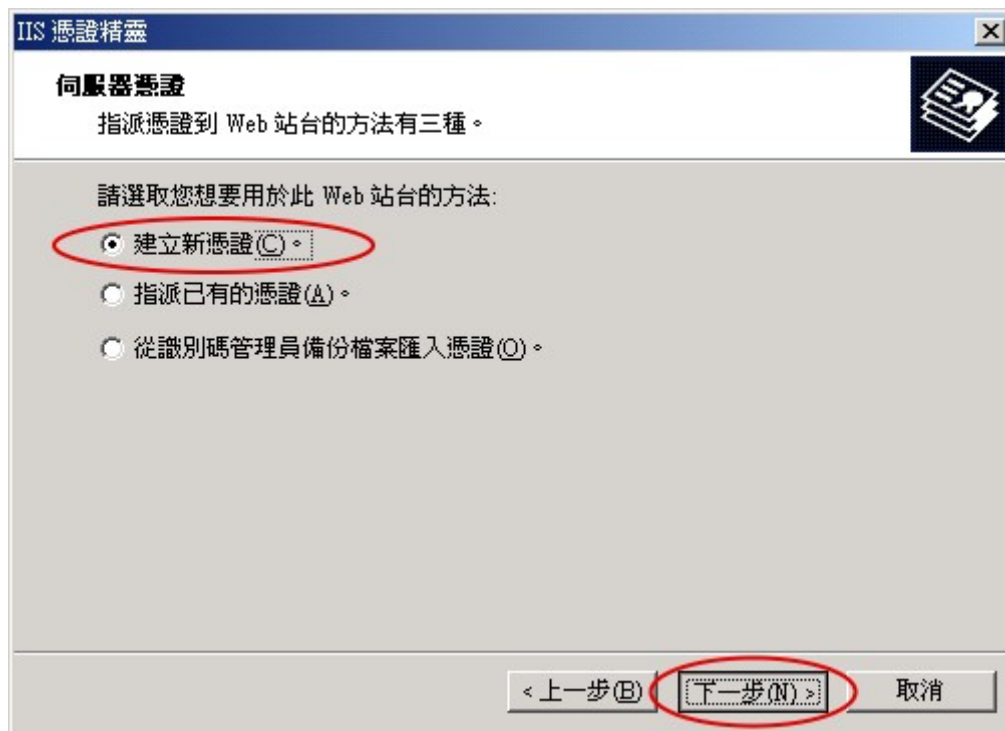 IIS 憑證精靈
伺服器憑證
指派憑證到 Web 站台的方法有三種。
請選取您想要用於此 Web 站台的方法:
建立新憑證(C)。
指派已有的憑證(A)。
從識別碼管理員備份檔案匯入憑證(O)。
< 上一步(B) 下一步(N) > 取消